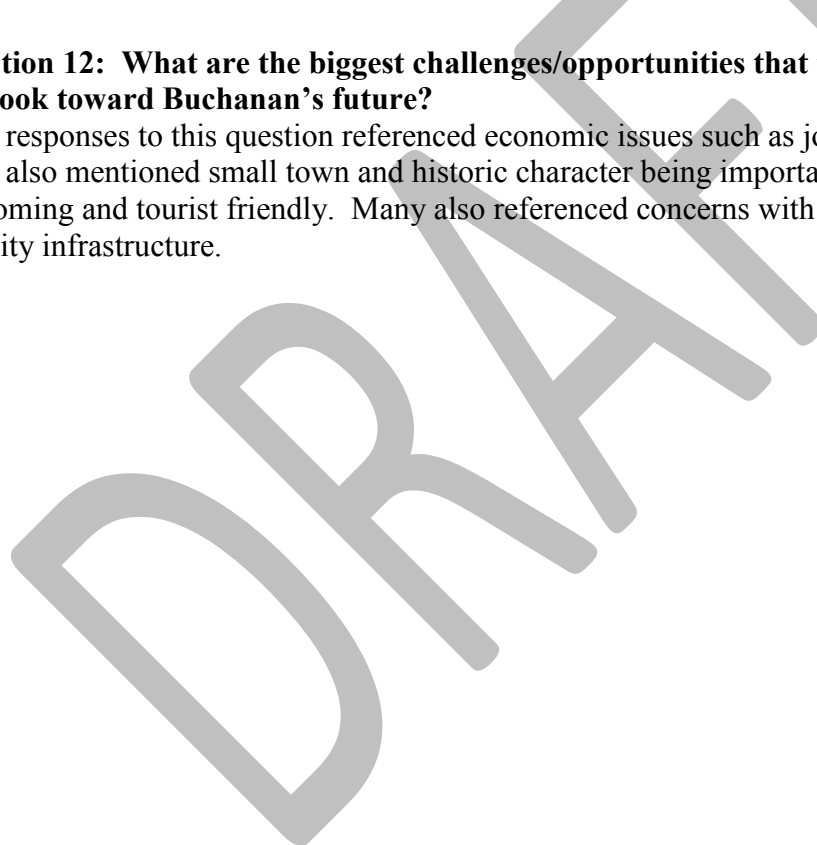 tion 12:  What are the biggest challenges/opportunities that
ook toward Buchanan’s future?
responses to this question referenced economic issues such as jo
also mentioned small town and historic character being importa
oming and tourist friendly.  Many also referenced concerns with
ity infrastructure.
DRAF